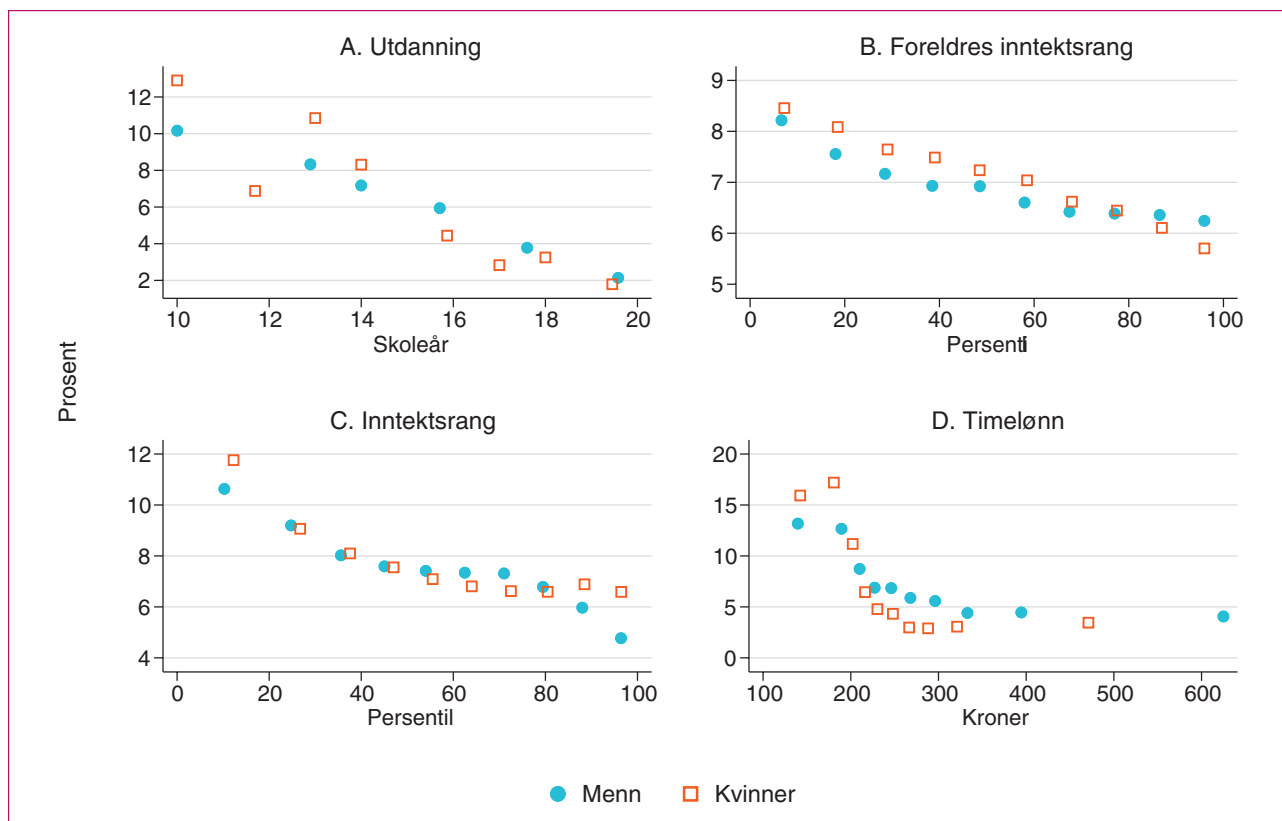 A. Utdanning
12
10
8
6
4
2
10 12 14 16 18 20
Skoleår
B. Foreldres inntektsrang
9
8
7
6
5
0 20 40 60 80 100
Persentil
Prosent
C. Inntektsrang
12
10
8
6
4
0 20 40 60 80 100
Persentil
D. Timelønn
20
15
10
5
0
100 200 300 400 500 600
Kroner
Menn Kvinner